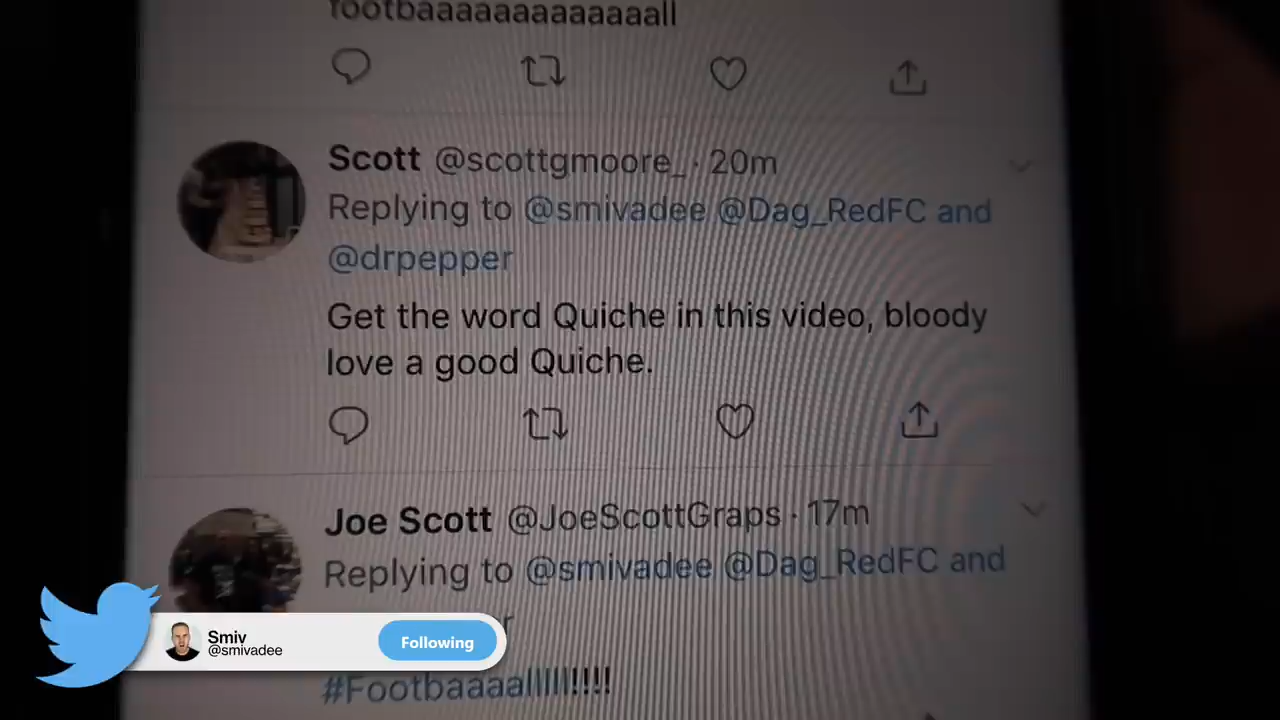 footbaaaaaaaaaaaaall
Scott @scottgmoore_ · 20m
Replying to @smivadee @Dag_RedFC and
@drpepper
Get the word Quiche in this video, bloody
love a good Quiche.
Joe Scott @JoeScottGraps · 17m
Replying to @smivadee @Dag_RedFC and
#Footbaaaallllll!!!!
Smiv
@smivadee
Following